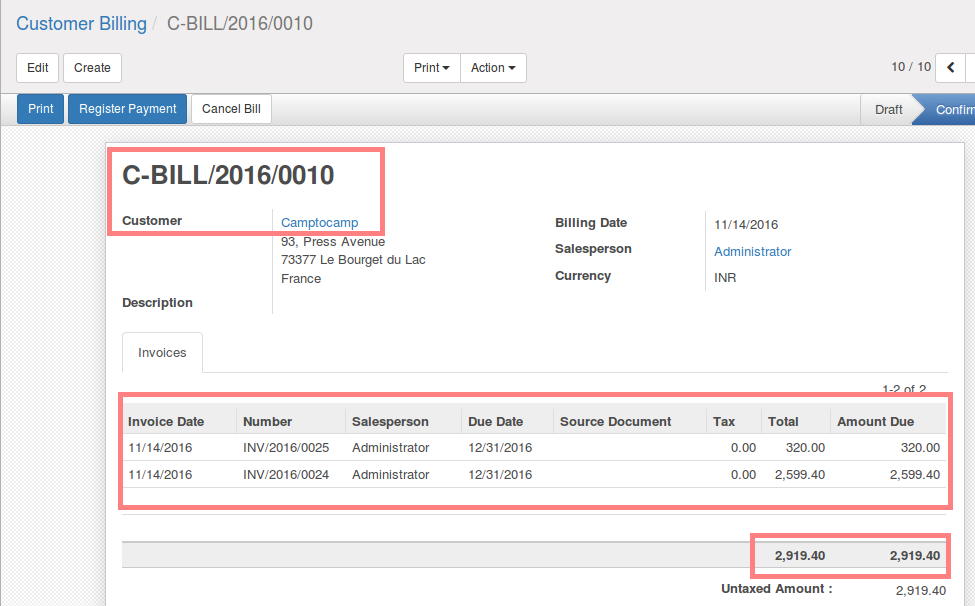 Customer Billing / C-BILL/2016/0010
Edit Create Print Action 10 / 10
Print Register Payment Cancel Bill Draft
C-BILL/2016/0010
Customer Camptocamp Billing Date 11/14/2016
93, Press Avenue Salesperson Administrator
73377 Le Bourget du Lac
France Currency INR
Description
Invoices
1-2 of 2
Invoice Date Number Salesperson Due Date Source Document Tax Total Amount Due
11/14/2016 INV/2016/0025 Administrator 12/31/2016 0.00 320.00 320.00
11/14/2016 INV/2016/0024 Administrator 12/31/2016 0.00 2,599.40 2,599.40
2,919.40 2,919.40
Untaxed Amount : 2,919.40